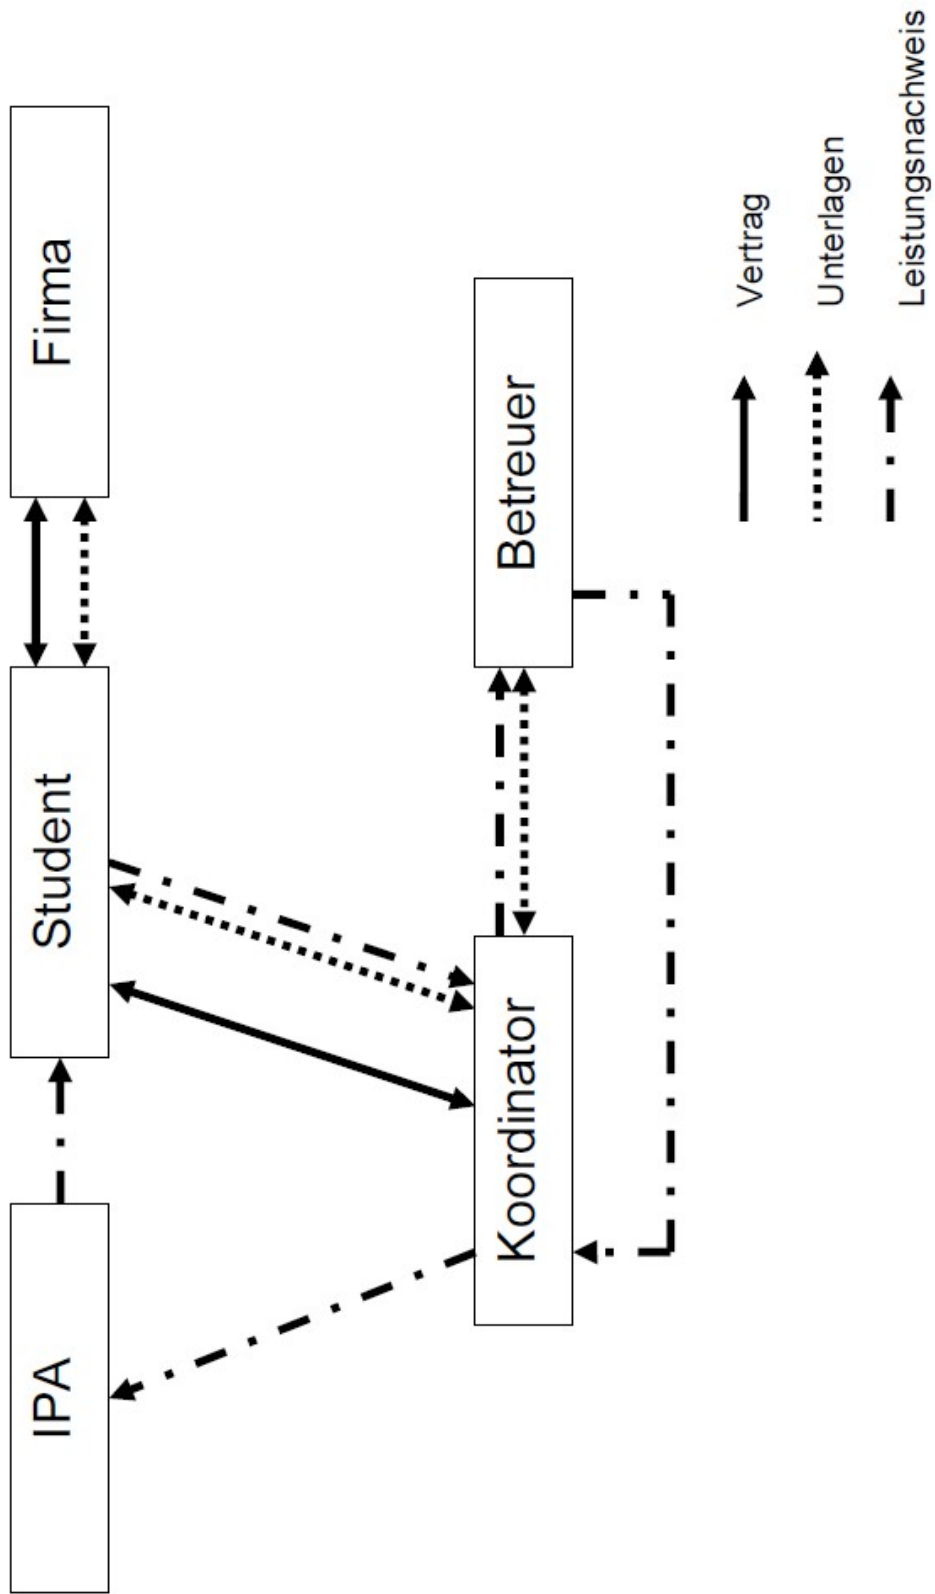 IPA
Student
Firma
Koordinator
Betreuer
Vertrag
Unterlagen
Leistungsnachweis